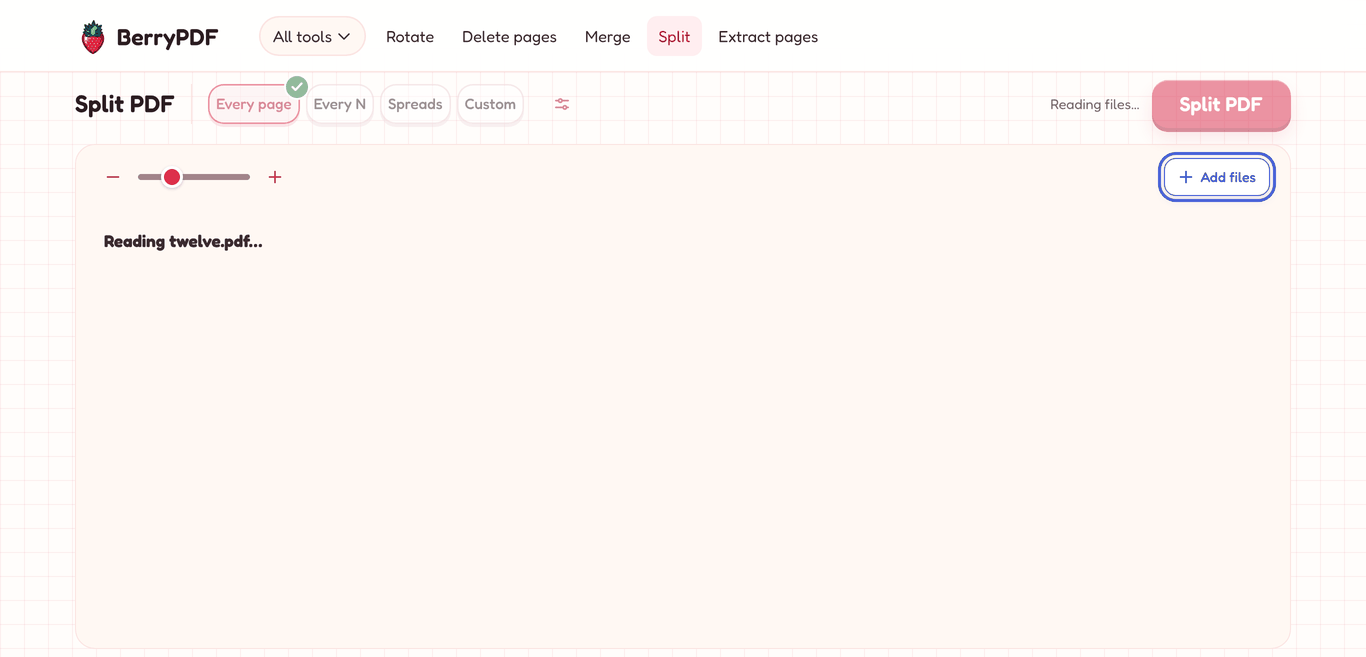 BerryPDF
All tools Rotate Delete pages Merge Split Extract pages
Split PDF Every page Every N Spreads Custom Reading files... Split PDF
Add files
Reading twelve.pdf...